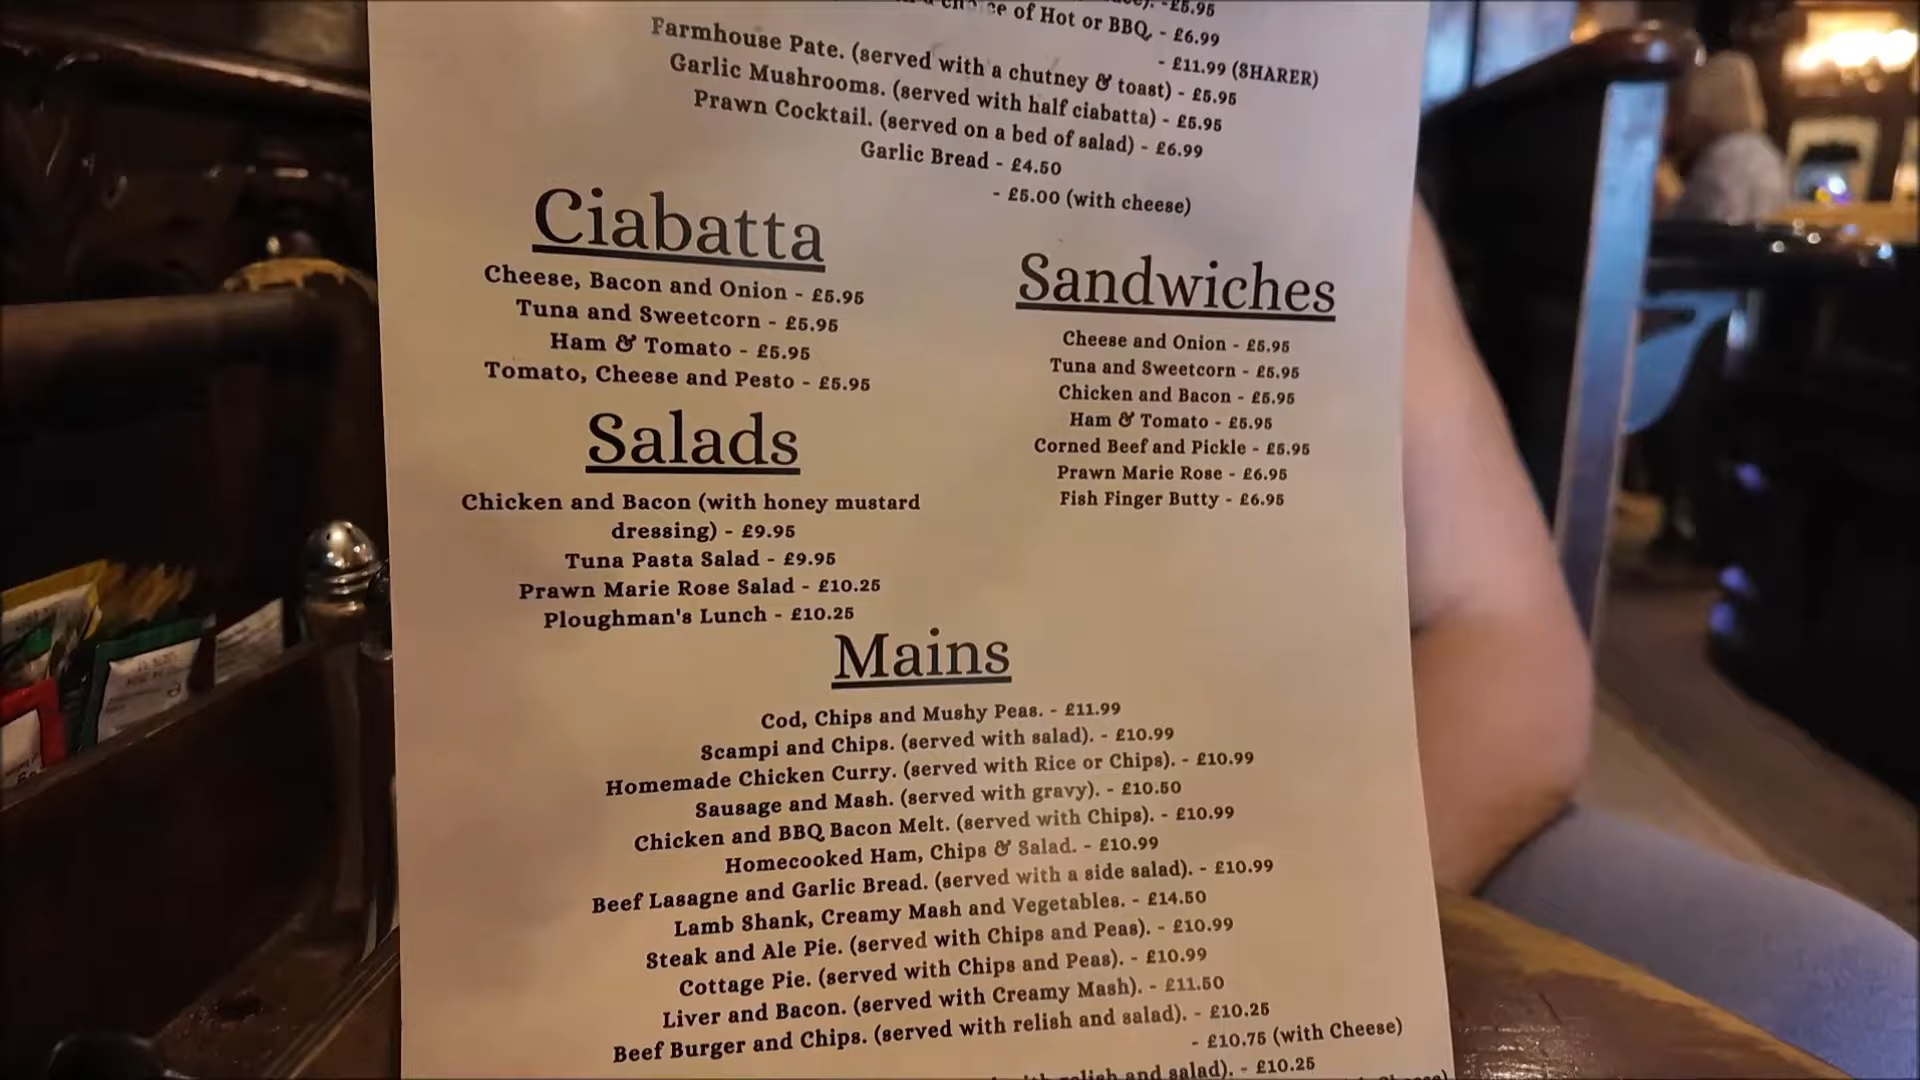 of Hot or BBQ. - £6.99
- £11.99 (SHARER)
Farmhouse Pate. (served with a chutney & toast) - £5.95
Garlic Mushrooms. (served with half ciabatta) - £5.95
Prawn Cocktail. (served on a bed of salad) - £6.99
Garlic Bread - £4.50
- £5.00 (with cheese)
Ciabatta
Cheese, Bacon and Onion - £5.95
Tuna and Sweetcorn - £5.95
Ham & Tomato - £5.95
Tomato, Cheese and Pesto - £5.95
Sandwiches
Cheese and Onion - £5.95
Tuna and Sweetcorn - £5.95
Chicken and Bacon - £5.95
Ham & Tomato - £5.95
Corned Beef and Pickle - £5.95
Prawn Marie Rose - £6.95
Fish Finger Butty - £6.95
Salads
Chicken and Bacon (with honey mustard
dressing) - £9.95
Tuna Pasta Salad - £9.95
Prawn Marie Rose Salad - £10.25
Ploughman's Lunch - £10.25
Mains
Cod, Chips and Mushy Peas. - £11.99
Scampi and Chips. (served with salad). - £10.99
Homemade Chicken Curry. (served with Rice or Chips). - £10.99
Sausage and Mash. (served with gravy). - £10.50
Chicken and BBQ Bacon Melt. (served with Chips). - £10.99
Homecooked Ham, Chips & Salad. - £10.99
Beef Lasagne and Garlic Bread. (served with a side salad). - £10.99
Lamb Shank, Creamy Mash and Vegetables. - £14.50
Steak and Ale Pie. (served with Chips and Peas). - £10.99
Cottage Pie. (served with Chips and Peas). - £10.99
Liver and Bacon. (served with Creamy Mash). - £11.50
Beef Burger and Chips. (served with relish and salad). - £10.25
- £10.75 (with Cheese)
relish and salad). - £10.25